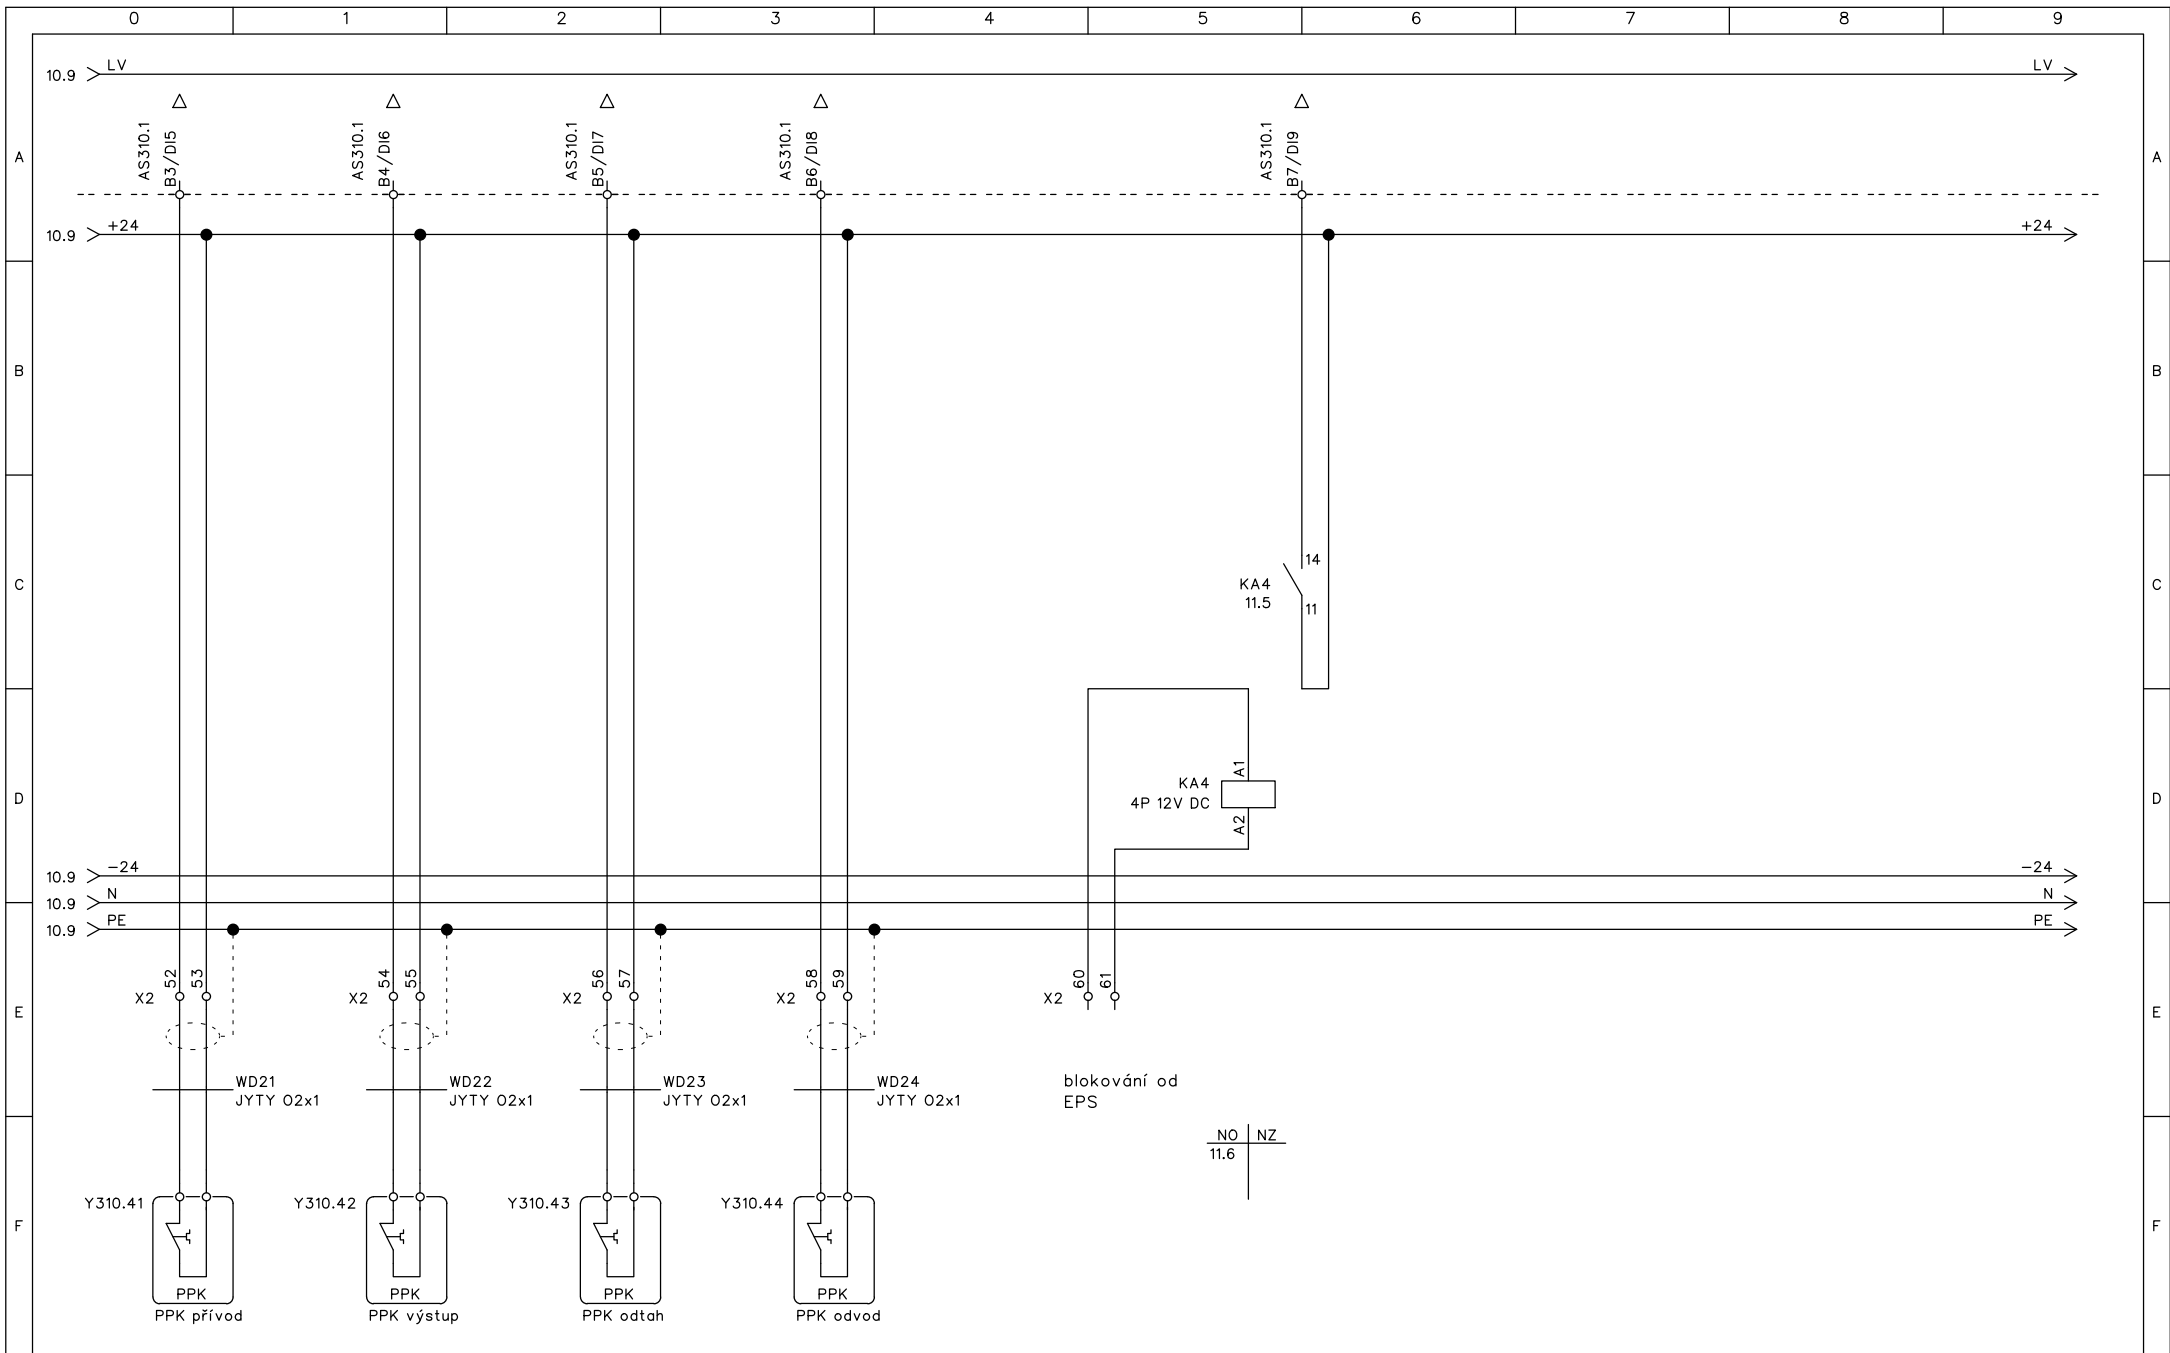 0 1 2 3 4 5 6 7 8 9
LV LV
10.9
AS310.1 B3/DI5
AS310.1 B4/DI6
AS310.1 B5/DI7
AS310.1 B6/DI8
AS310.1 B7/DI9
A A
+24 +24
10.9
B B
14
C KA4 C
11.5 11
A1
KA4
D 4P 12V DC D
A2
-24 -24
10.9
N N
10.9
PE PE
10.9
52 53 54 55 56 57 58 59 60 61
X2 X2 X2 X2 X2
E E
WD21 WD22 WD23 WD24 blokování od
JYTY O2x1 JYTY O2x1 JYTY O2x1 JYTY O2x1 EPS
NO NZ
11.6
Y310.41 Y310.42 Y310.43 Y310.44
F F
PPK PPK PPK PPK
PPK přívod PPK výstup PPK odtah PPK odvod